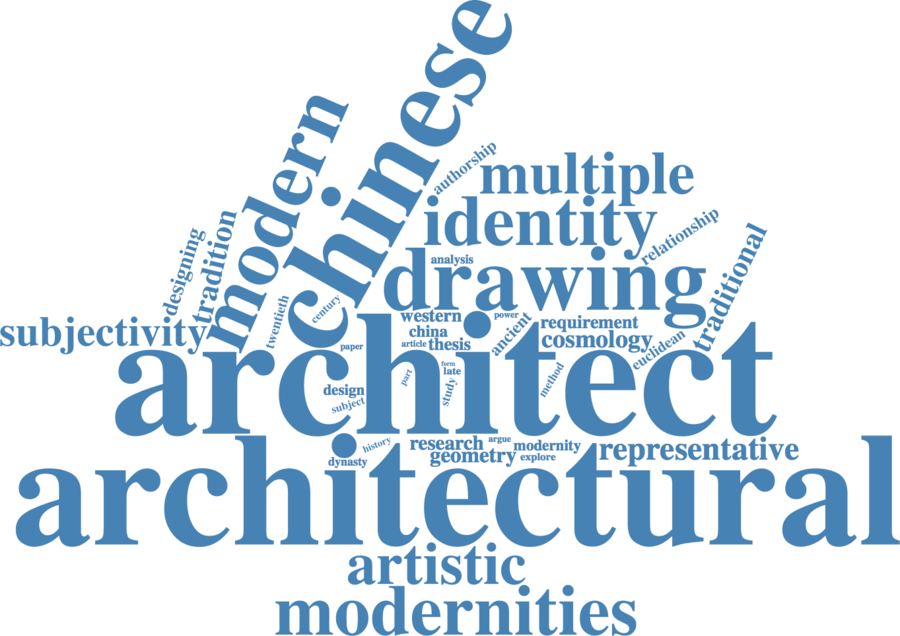 chinese
modern
authorship
multiple
identity
relationship
designing
tradition
traditional
analysis
drawing
twentieth
century
western
power
ancient
requirement
subjectivity
china
article
thesis
cosmology
euclidean
paper
architect
form
late
part
study
method
design
subject
history
research
argue
modernity
representative
dynasty
geometry
explore
architectural
artistic
modernities